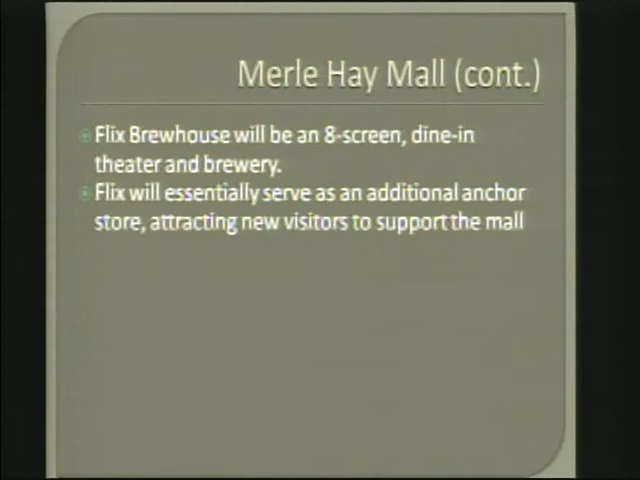 Merle Hay Mall (cont.)
Flix Brewhouse will be an 8-screen, dine-in
theater and brewery.
Flix will essentially serve as an additional anchor
store, attracting new visitors to support the mall